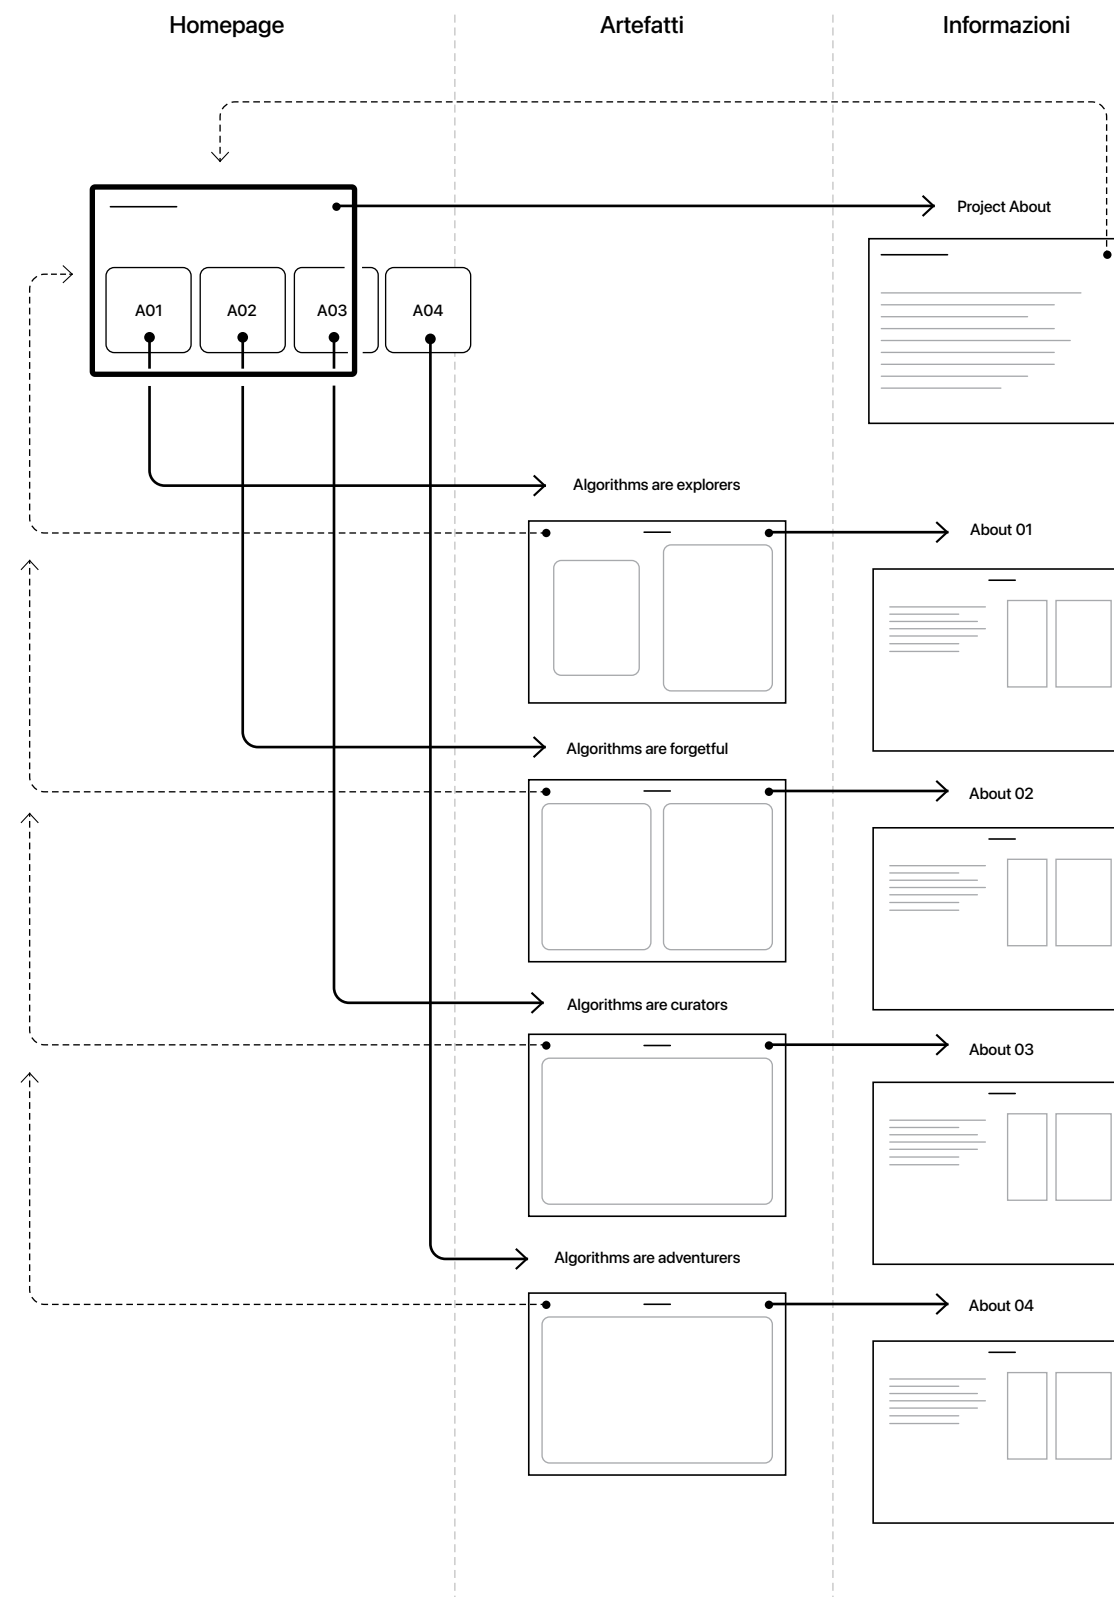 Homepage
Artefatti
Informazioni
Project About
A01
A02
A03
A04
Algorithms are explorers
About 01
Algorithms are forgetful
About 02
Algorithms are curators
About 03
Algorithms are adventurers
About 04